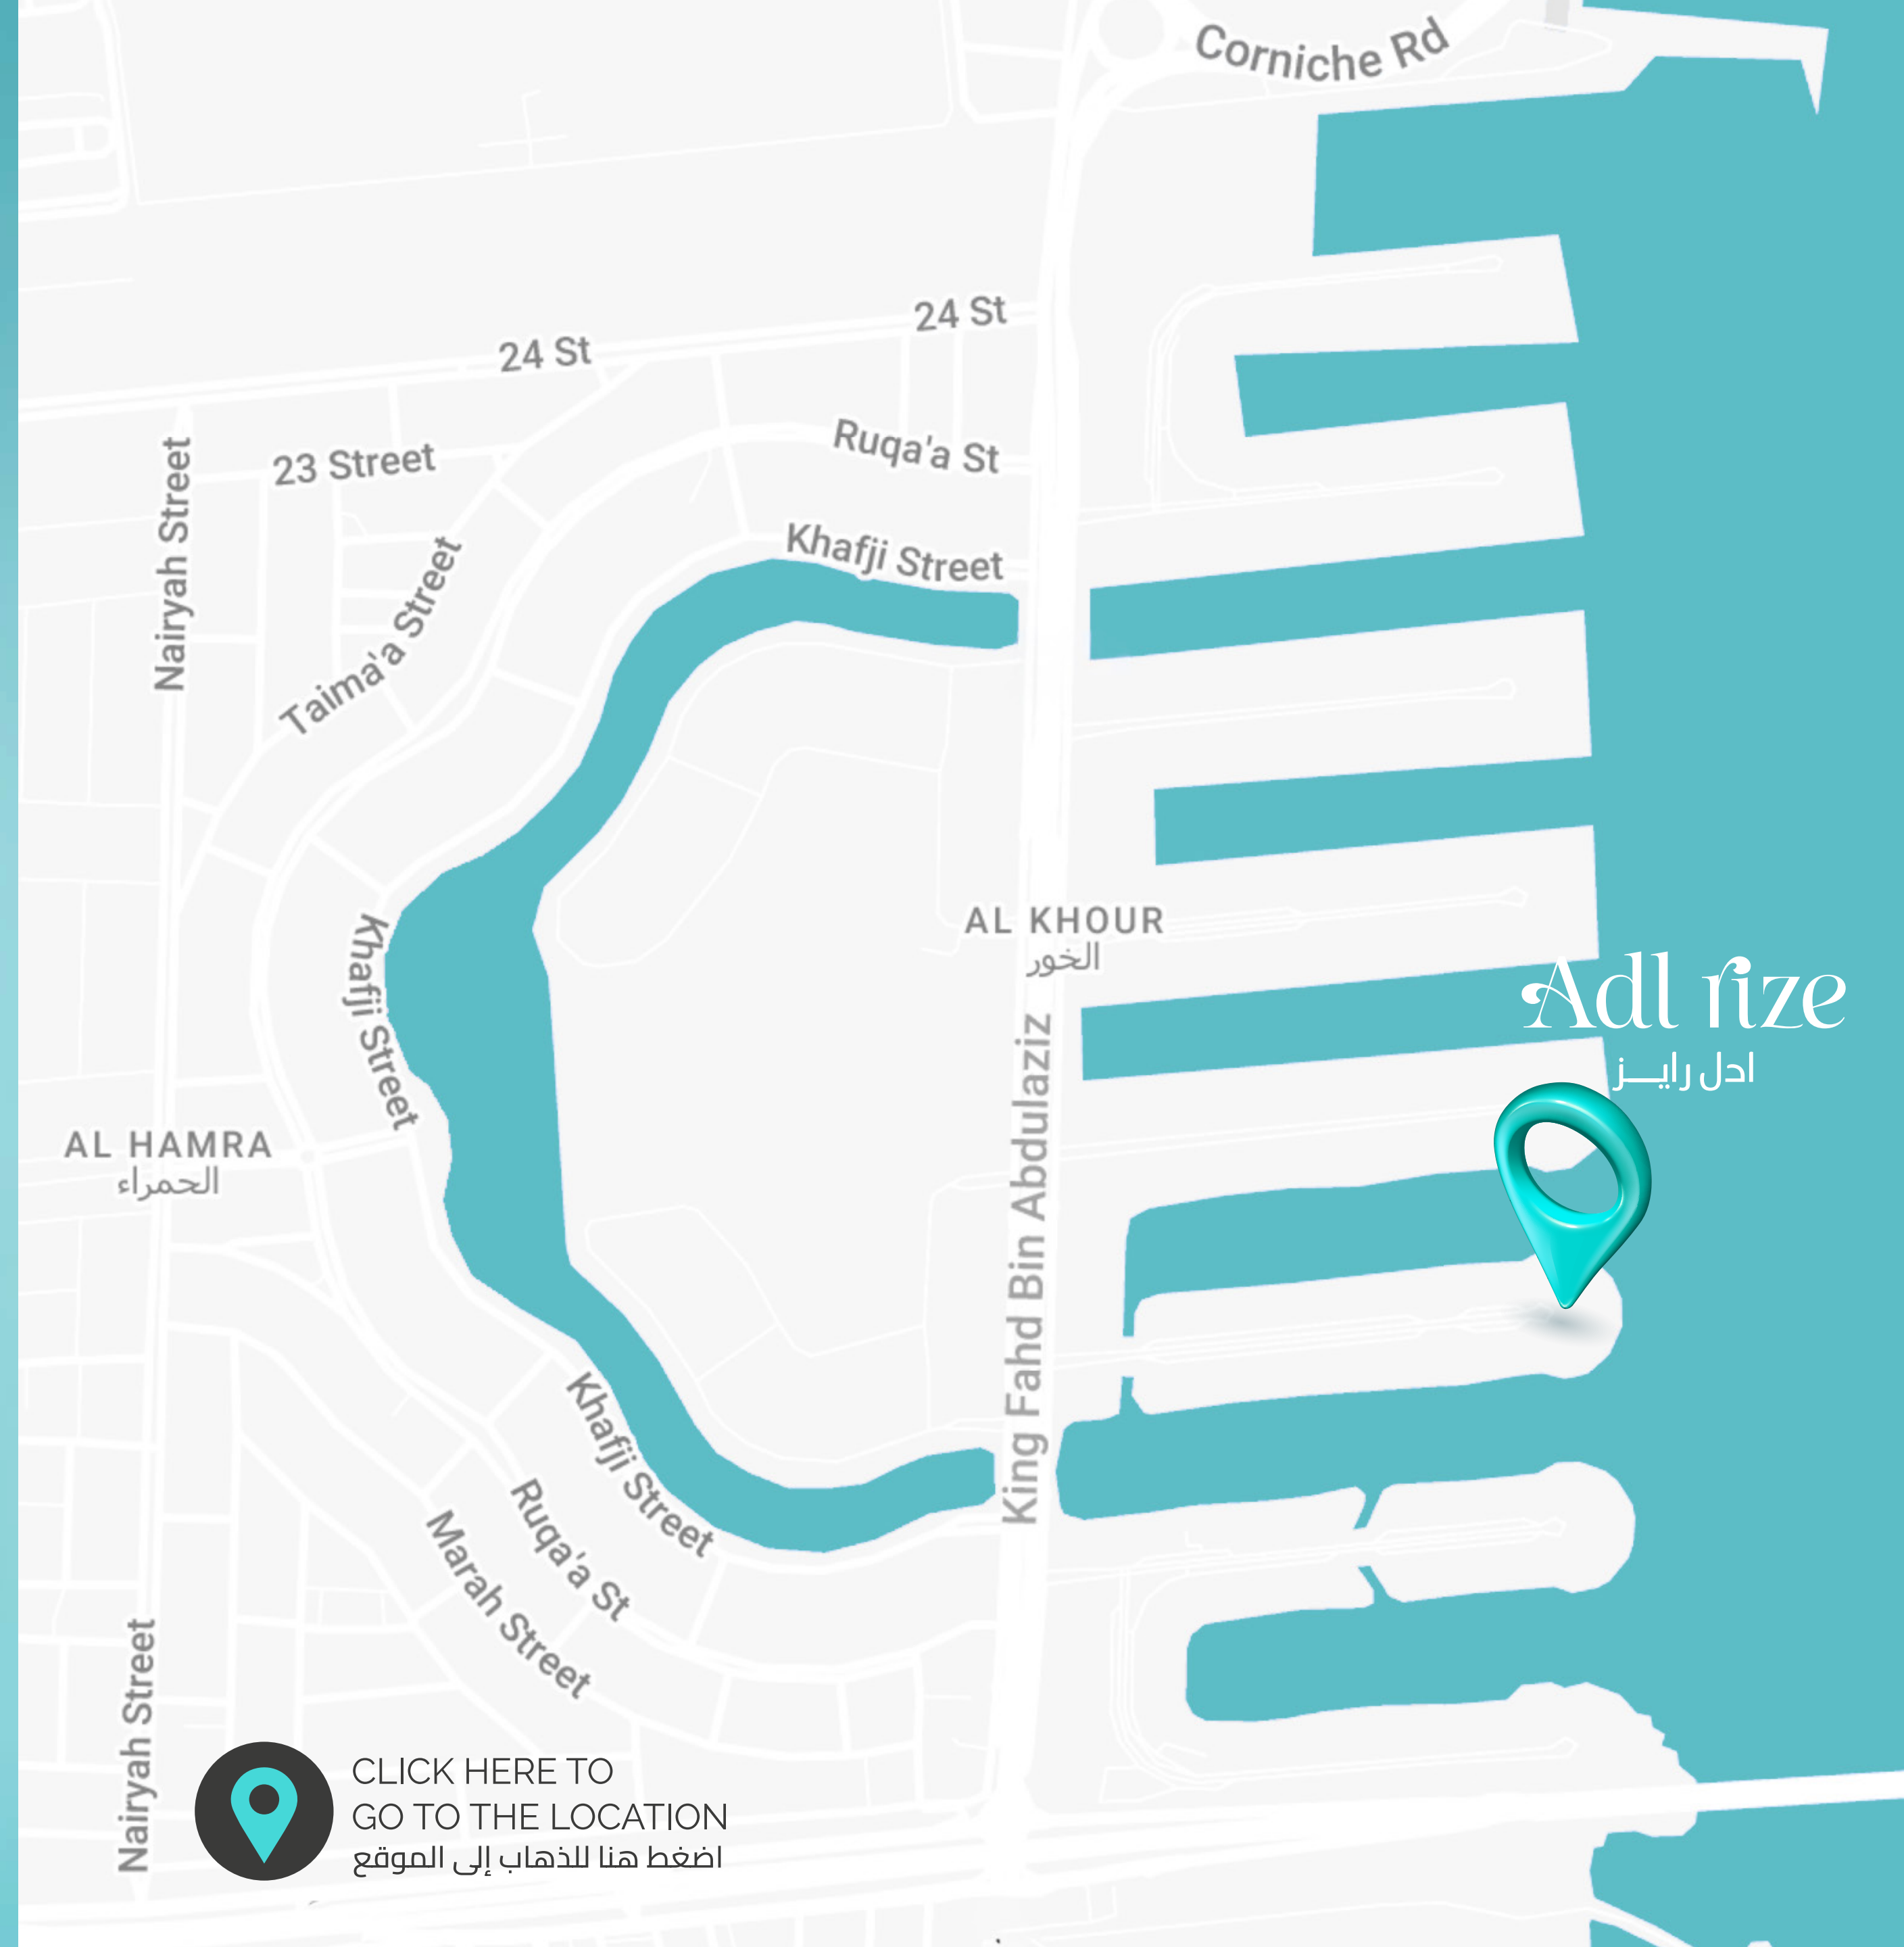 Corniche Rd
24 St
24 St
Ruqa'a St
23 Street
Nairyah Street
Khafji Street
Taima'a Street
AL KHOUR
الخور
Khafji Street
Adl rize
ادل رايـــز
King Fahd Bin Abdulaziz
AL HAMRA
الحمراء
Khafji Street
Ruqa'a St
Marah Street
Nairyah Street
CLICK HERE TO
GO TO THE LOCATION
اضغط هنا للذهاب إلى الموقع